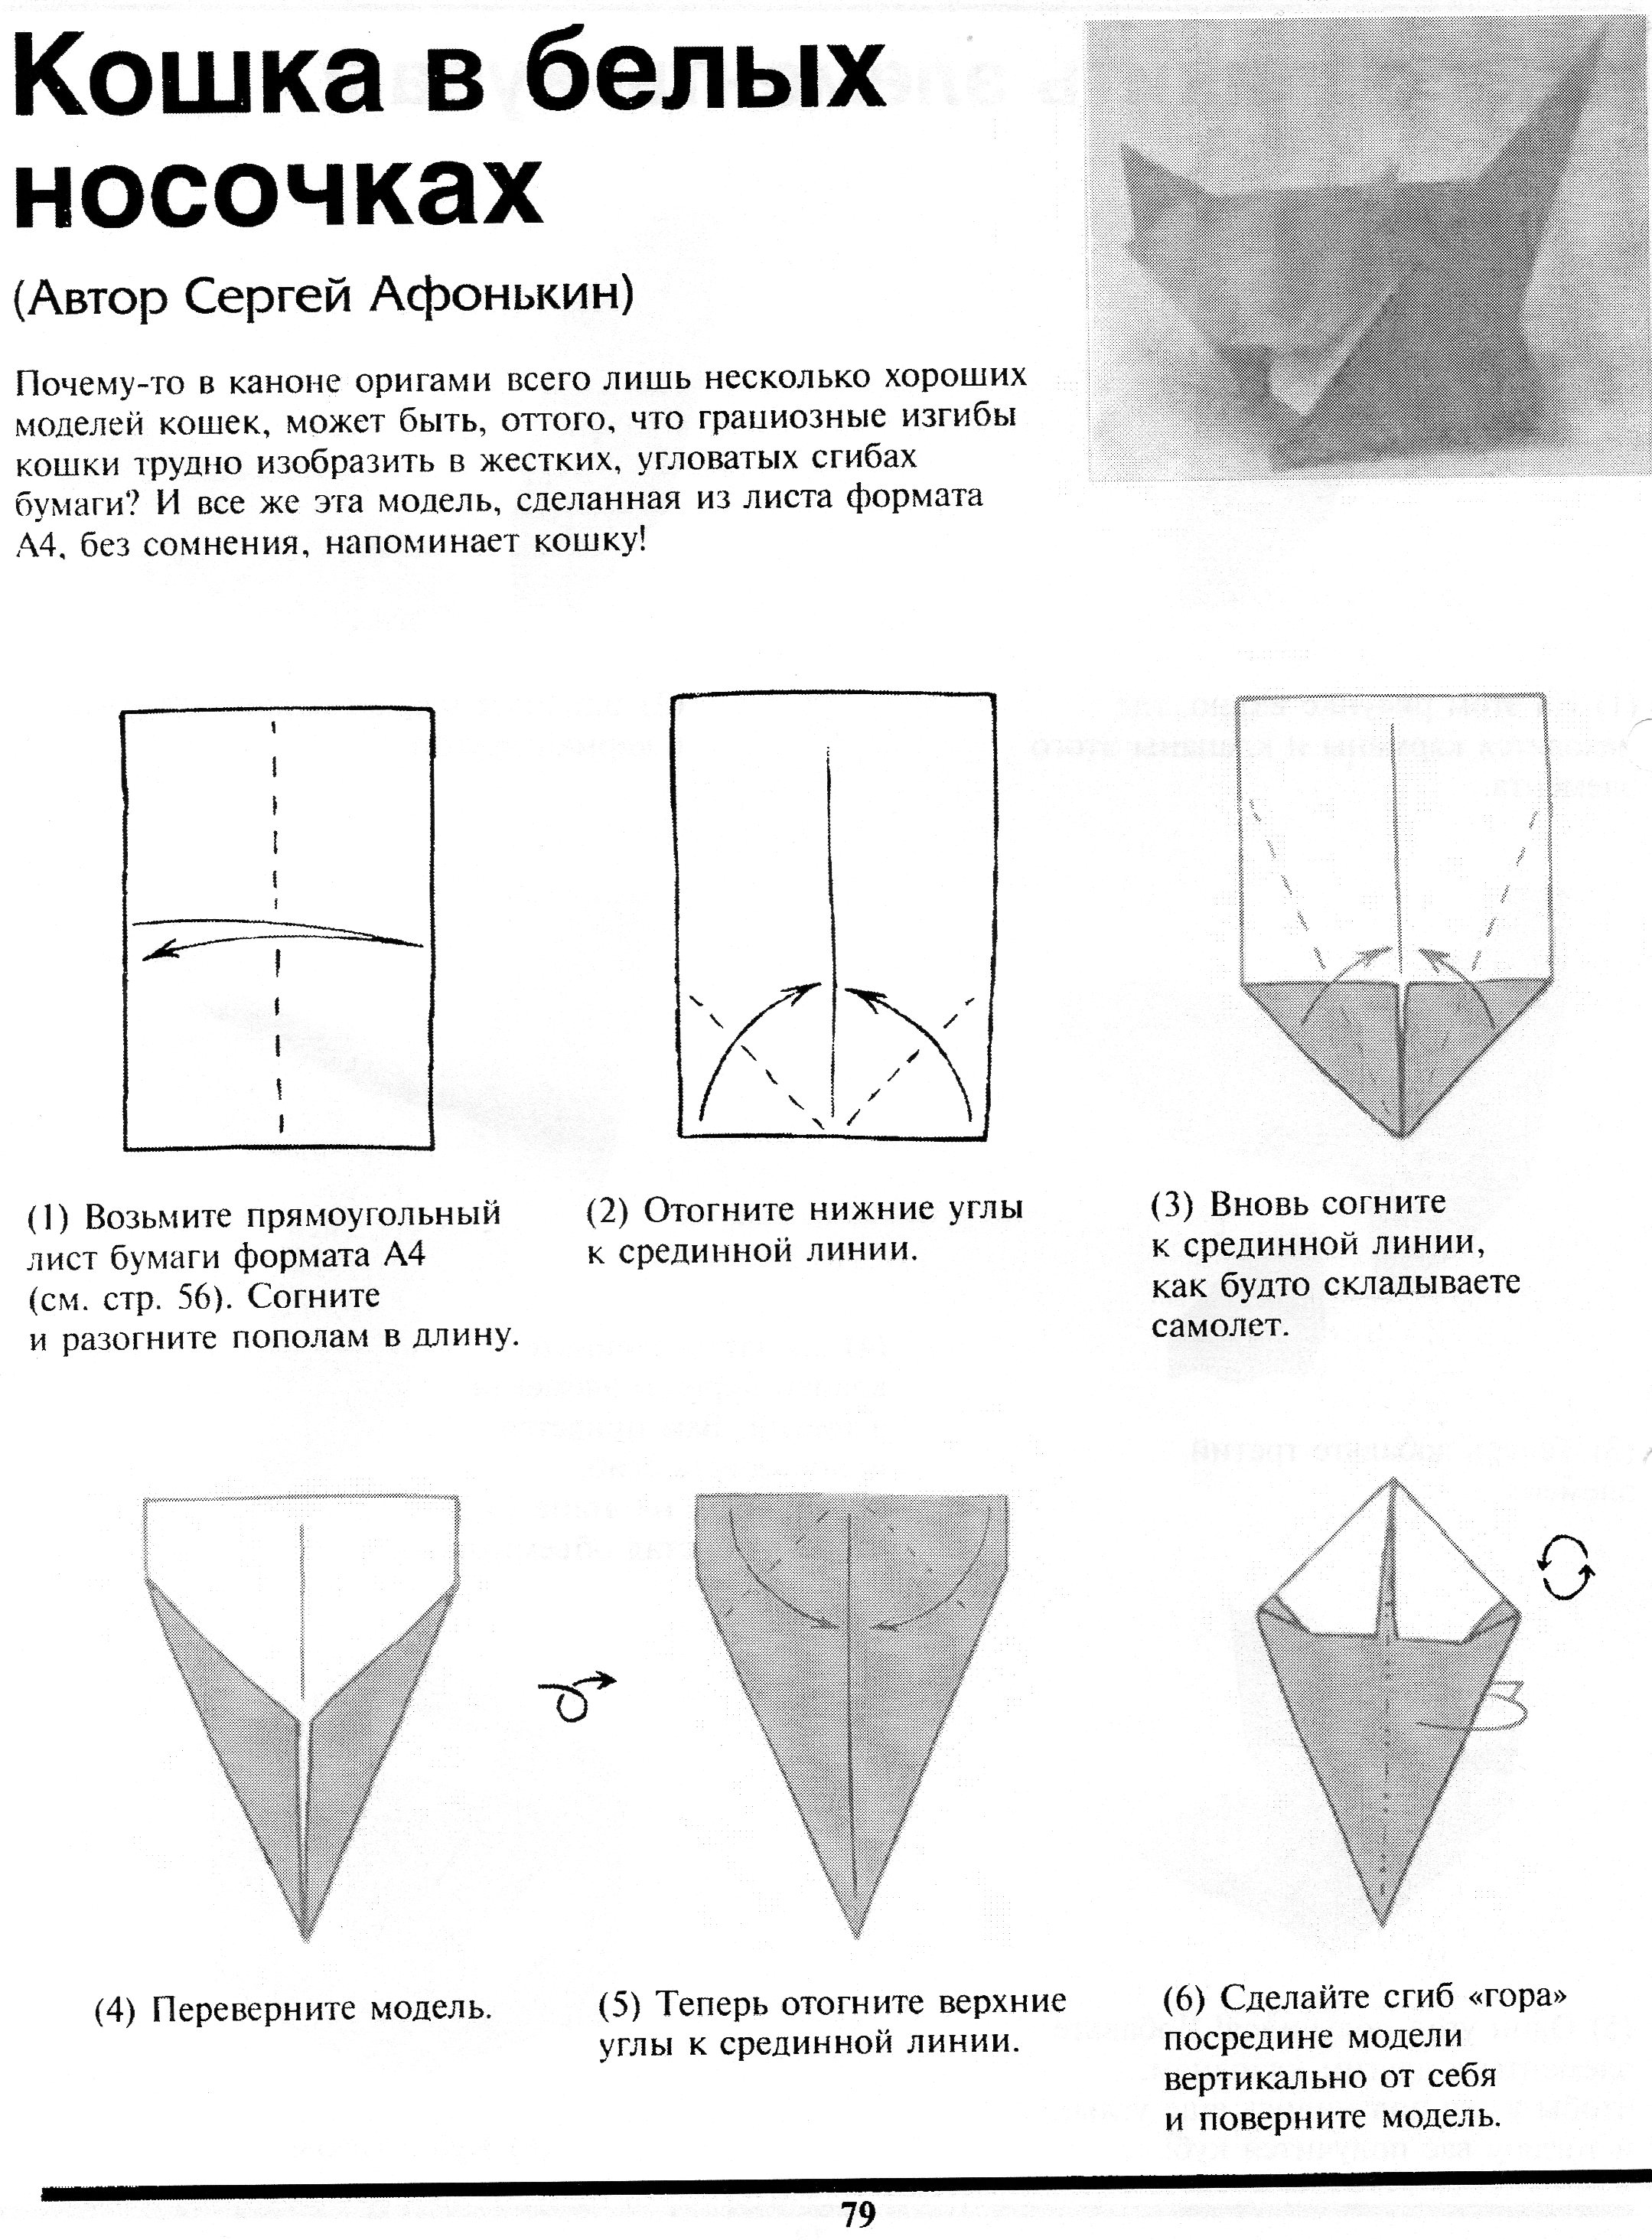 Кошка в белых
носочках
(Автор Сергей Афонькин)
Почему-то в каноне оригами всего лишь несколько хороших
моделей кошек, может быть, оттого, что грациозные изгибы
кошки трудно изобразить в жестких, угловатых сгибах
бумаги? И все же эта модель, сделанная из листа формата
А4, без сомнения, напоминает кошку!
(1) Возьмите прямоугольный
лист бумаги формата А4
(см. стр. 56). Согните
и разогните пополам в длину.
(2) Отогните нижние углы
к срединной линии.
(3) Вновь согните
к срединной линии,
как будто складываете
самолет.
(4) Переверните модель.
(5) Теперь отогните верхние
углы к срединной линии.
(6) Сделайте сгиб «гора»
посредине модели
вертикально от себя
и поверните модель.
79